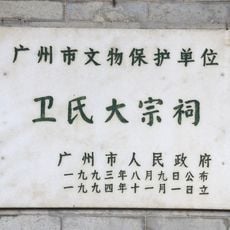 广州市文物保护单位
卫氏大宗祠
广州市人民政府
一九九三年八月九日公布
一九九四年十一月一日立